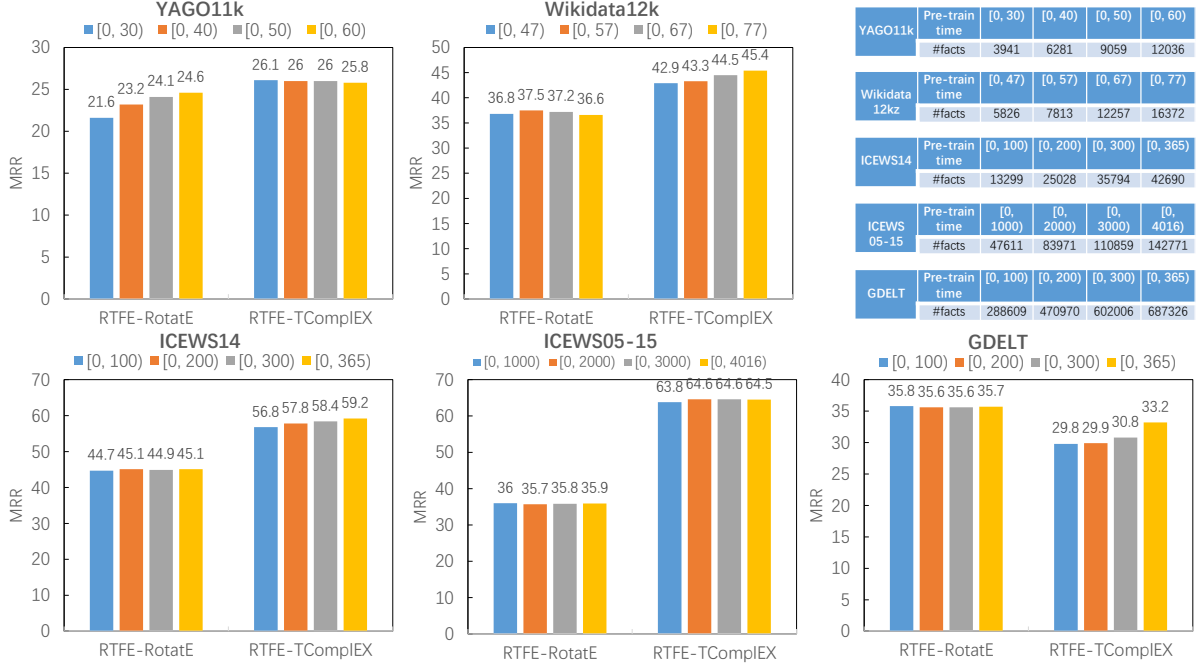 YAGO11k
[0, 30) [0, 40) [0, 50) [0, 60)
30
25
20
15
10
5
0
MRR
21.6 23.2 24.1 24.6
26.1 26 26 25.8
RTFE-RotatE RTFE-TComplEX
Wikidata12k
[0, 47) [0, 57) [0, 67) [0, 77)
50
45
40
35
30
25
20
15
10
5
0
MRR
36.8 37.5 37.2 36.6
42.9 43.3 44.5 45.4
RTFE-RotatE RTFE-TComplEX
YAGO11k
Pre-train time [0, 30) [0, 40) [0, 50) [0, 60)
#facts 3941 6281 9059 12036
Wikidata
12kz
Pre-train time [0, 47) [0, 57) [0, 67) [0, 77)
#facts 5826 7813 12257 16372
ICEWS14
Pre-train time [0, 100) [0, 200) [0, 300) [0, 365)
#facts 13299 25028 35794 42690
ICEWS
05-15
Pre-train time [0, 1000) [0, 2000) [0, 3000) [0, 4016)
#facts 47611 83971 110859 142771
GDELT
Pre-train time [0, 100) [0, 200) [0, 300) [0, 365)
#facts 288609 470970 602006 687326
ICEWS14
[0, 100) [0, 200) [0, 300) [0, 365)
70
60
50
40
30
20
10
0
MRR
44.7 45.1 44.9 45.1
56.8 57.8 58.4 59.2
RTFE-RotatE RTFE-TComplEX
ICEWS05-15
[0, 1000) [0, 2000) [0, 3000) [0, 4016)
70
60
50
40
30
20
10
0
MRR
36 35.7 35.8 35.9
63.8 64.6 64.6 64.5
RTFE-RotatE RTFE-TComplEX
GDELT
[0, 100) [0, 200) [0, 300) [0, 365)
40
35
30
25
20
15
10
5
0
MRR
35.8 35.6 35.6 35.7
29.8 29.9 30.8 33.2
RTFE-RotatE RTFE-TComplEX